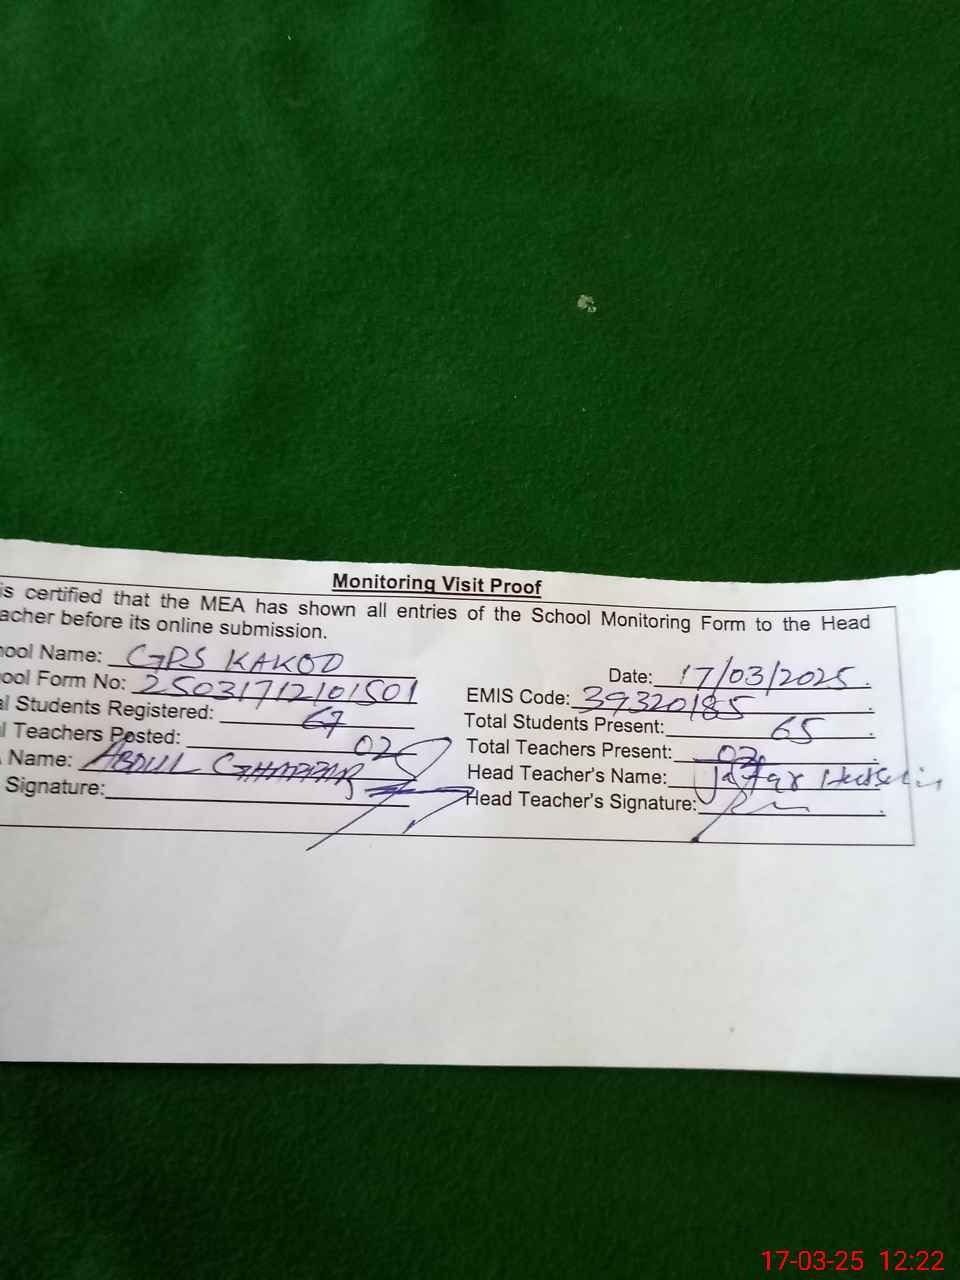 Monitoring Visit Proof
is certified that the MEA has shown all entries of the School Monitoring Form to the Head
acher before its online submission.
ool Name: GPS KAKOD
Date: 17/03/2025
ool Form No: 25031712101501
EMIS Code: 39320185
al Students Registered: 67
Total Students Present: 65
l Teachers Posted: 02
Total Teachers Present: 02
Name: ABDUL GHAFFAR
Head Teacher's Name: Jaffar Hussain
Signature:
Head Teacher's Signature:
17-03-25 12:22